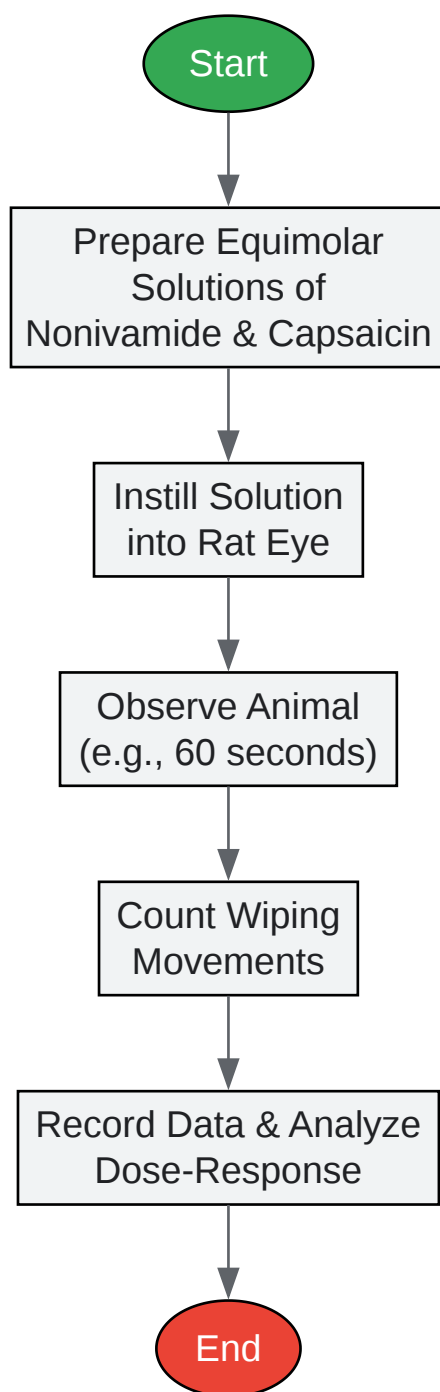 Start
Prepare Equimolar
Solutions of
Nonivamide & Capsaicin
Instill Solution
into Rat Eye
Observe Animal
(e.g., 60 seconds)
Count Wiping
Movements
Record Data & Analyze
Dose-Response
End